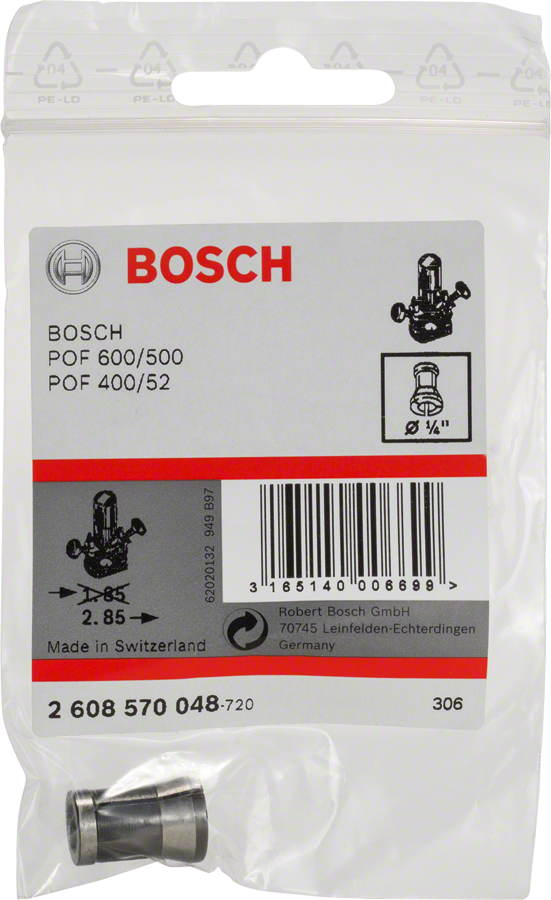 04 04 04 04 04
PE-LD PE-LD PE-LD PE-LD
BOSCH
BOSCH
POF 600/500
POF 400/52
Ø ¼"
1.85
2.85
62020132 949 B97
3 165140 006699 >
Made in Switzerland
Robert Bosch GmbH
70745 Leinfelden-Echterdingen
Germany
2 608 570 048-720
306